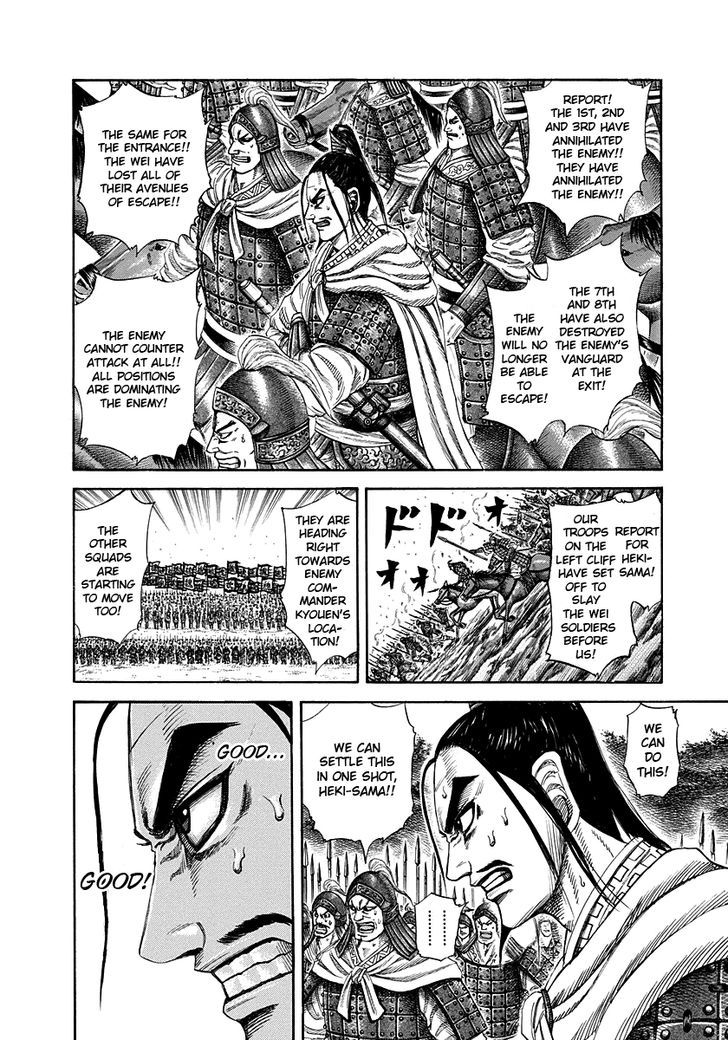 REPORT!
THE 1ST, 2ND
AND 3RD HAVE
ANNIHILATED
THE ENEMY!!
THEY HAVE
ANNIHILATED
THE ENEMY!
THE 7TH
AND 8TH
HAVE ALSO
DESTROYED
THE ENEMY'S
VANGUARD
AT THE
EXIT!
THE
ENEMY
WILL NO
LONGER
BE ABLE
TO
ESCAPE!
THE SAME FOR
THE ENTRANCE!!
THE WEI HAVE
LOST ALL OF
THEIR AVENUES
OF ESCAPE!!
THE ENEMY
CANNOT COUNTER
ATTACK AT ALL!!
ALL POSITIONS
ARE DOMINATING
THE ENEMY!
REPORT
FOR
HEKI-
SAMA!
OUR
TROOPS
ON THE
LEFT CLIFF
HAVE SET
OFF TO
SLAY
THE WEI
SOLDIERS
BEFORE
US!
ドドオオ
THEY ARE
HEADING
RIGHT
TOWARDS
ENEMY
COM-
MANDER
KYOUEN'S
LOCA-
TION!
THE
OTHER
SQUADS
ARE
STARTING
TO MOVE
TOO!
WE
CAN
DO
THIS!
WE CAN
SETTLE THIS
IN ONE SHOT,
HEKI-SAMA!
......
GOOD...
GOOD!